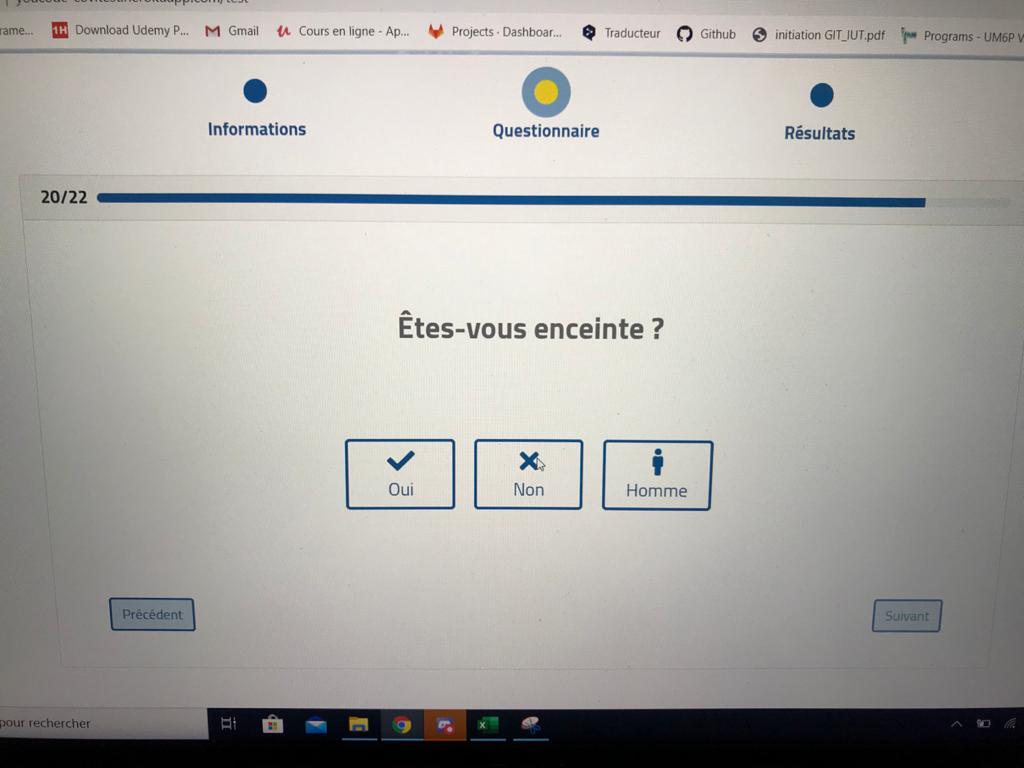 Download Udemy P... Gmail Cours en ligne - Ap... Projects · Dashboar... Traducteur Github initiation GIT_IUT.pdf Programs - UM6P
Informations
Questionnaire
Résultats
20/22
Êtes-vous enceinte ?
Oui
Non
Homme
Précédent
Suivant
pour rechercher